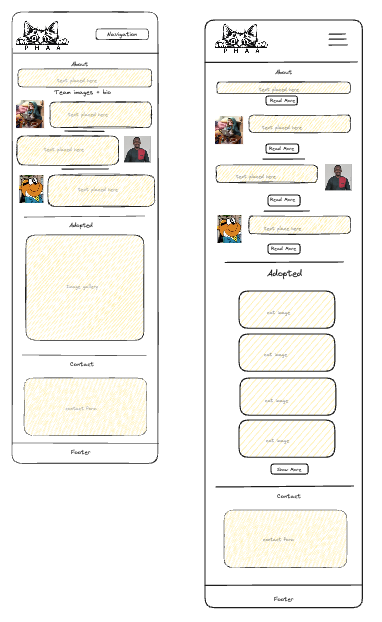 PHAA
Navigation
About
text placed here
Team images + bio
text placed here
text placed here
text placed here
Adopted
Image gallery
Contact
contact form
Footer
PHAA
About
text placed here
Read More
text placed here
Read More
text placed here
Read More
text place here
Read More
Adopted
cat image
cat image
cat image
cat image
Show More
Contact
contact form
Footer